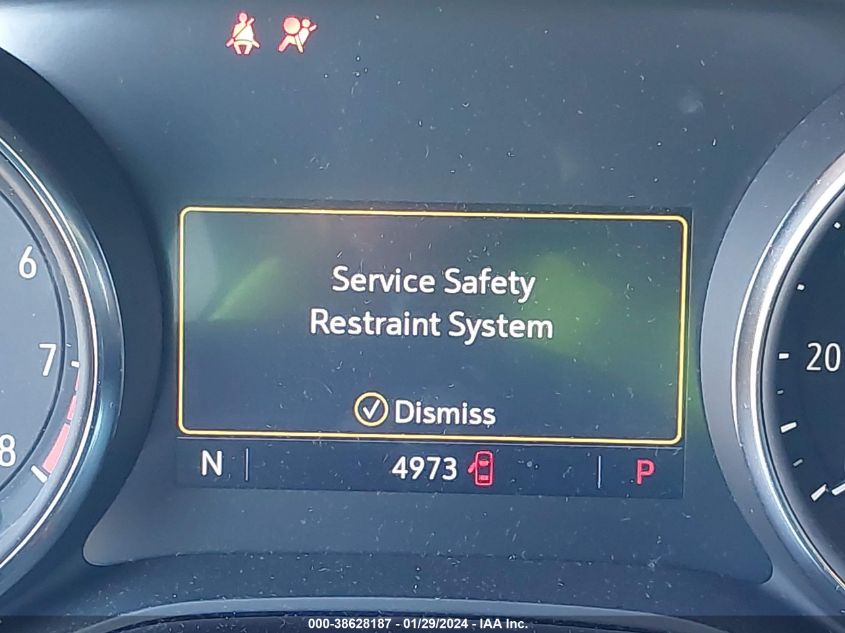 Service Safety
Restraint System
Dismiss
N 4973 P
6
7
8
20
000-38628187 - 01/29/2024 - IAA Inc.